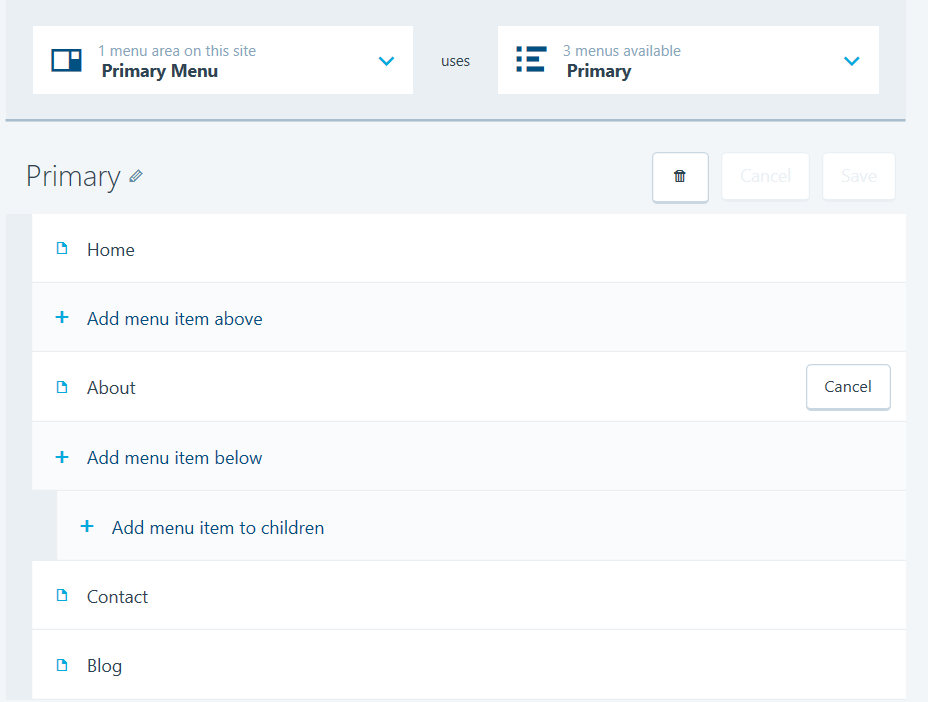 1 menu area on this site
Primary Menu
uses
3 menus available
Primary
Primary
Cancel
Save
Home
Add menu item above
About
Cancel
Add menu item below
Add menu item to children
Contact
Blog